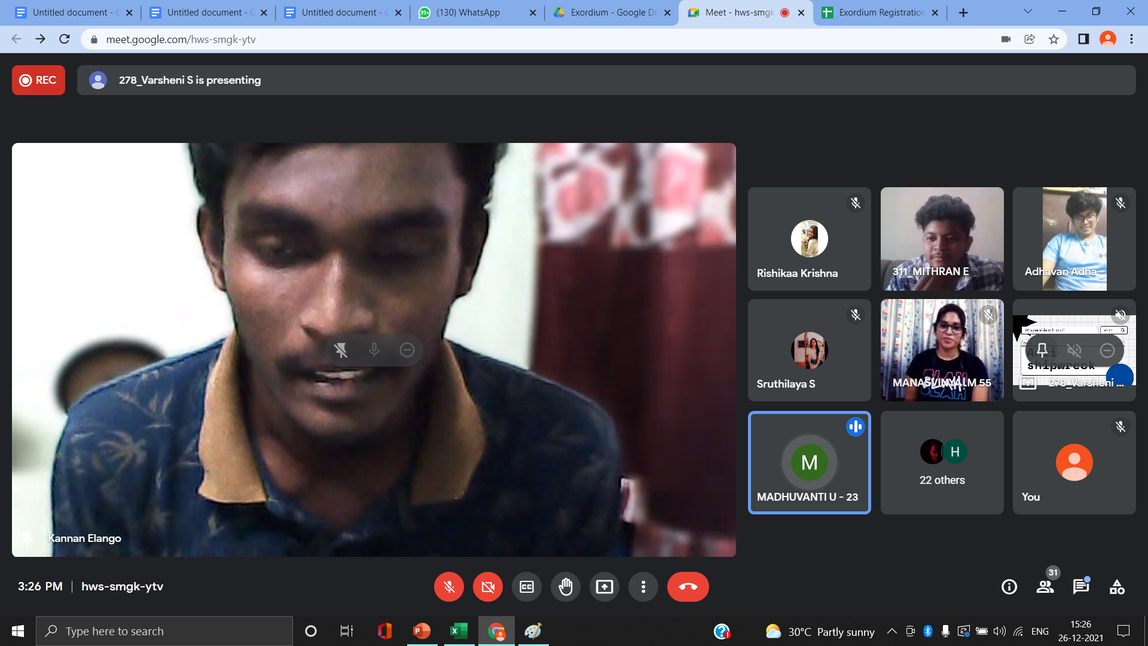 Untitled document - G
Untitled document - G
Untitled document - G
(130) WhatsApp
Exordium - Google Dr
Meet - hws-smgk
Exordium Registration
meet.google.com/hws-smgk-ytv
REC
278_Varsheni S is presenting
Rishikaa Krishna
311_MITHRAN E
Adhavan Adha
Sruthilaya S
MANASVINYALM 55
shipwreck
278_Varsheni ...
M
MADHUVANTI U - 23
H
22 others
You
Kannan Elango
3:26 PM | hws-smgk-ytv
31
Type here to search
30°C Partly sunny
ENG
15:26
26-12-2021